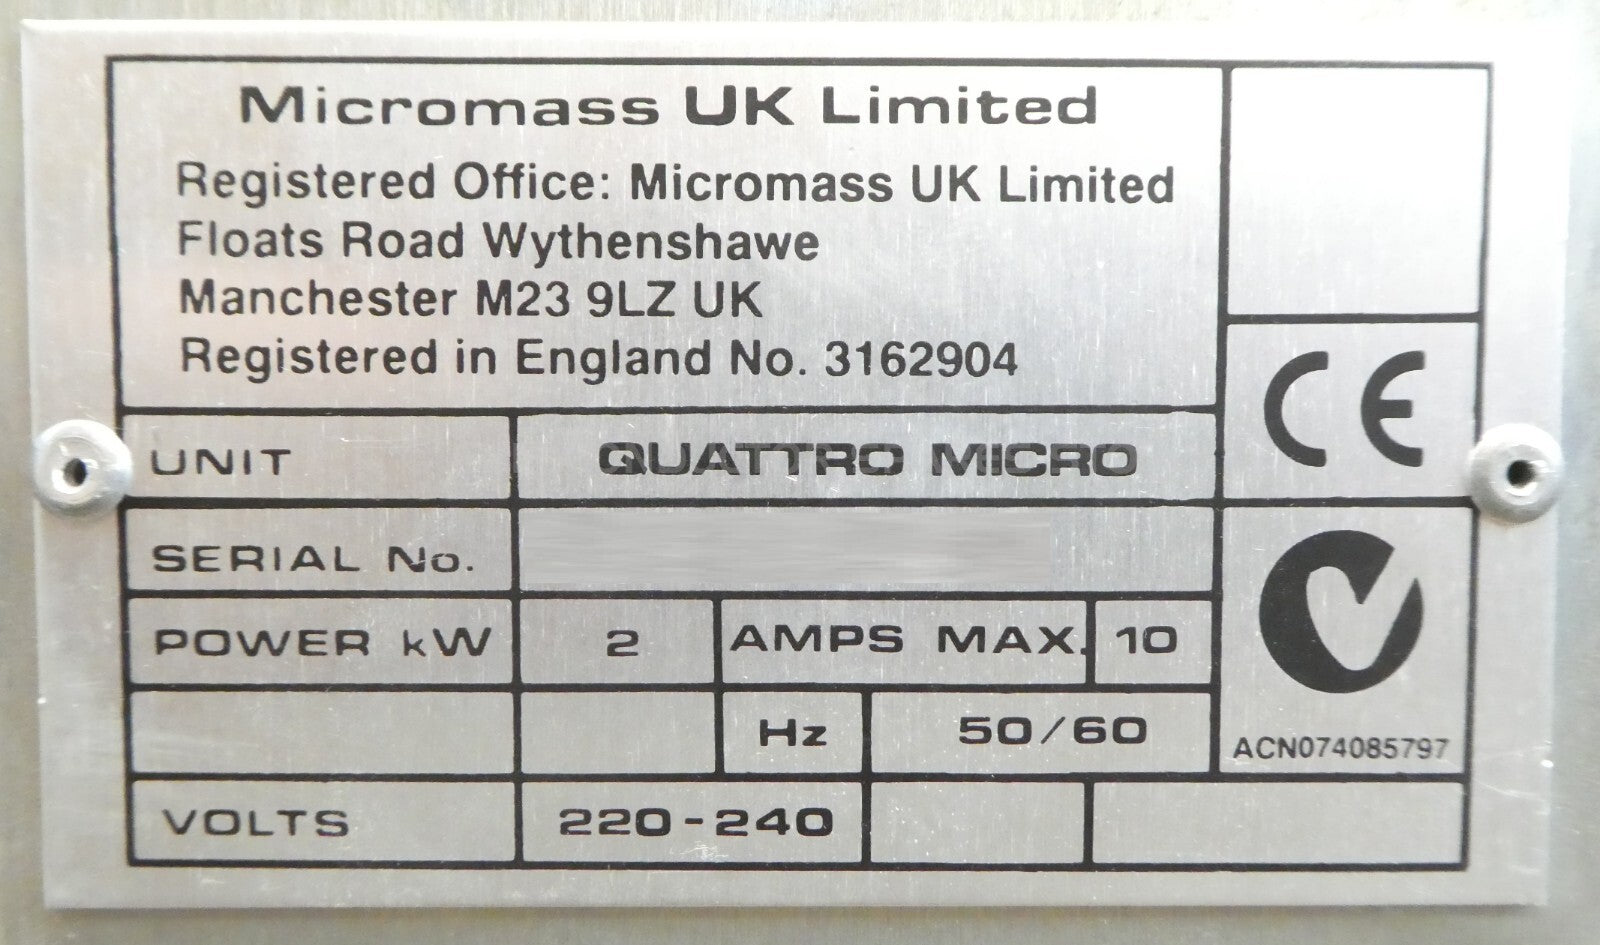 Micromass UK Limited
Registered Office: Micromass UK Limited
Floats Road Wythenshawe
Manchester M23 9LZ UK
Registered in England No. 3162904
CE
UNIT QUATTRO MICRO
SERIAL No.
POWER kW 2 AMPS MAX. 10
Hz 50/60
ACN074085797
VOLTS 220-240